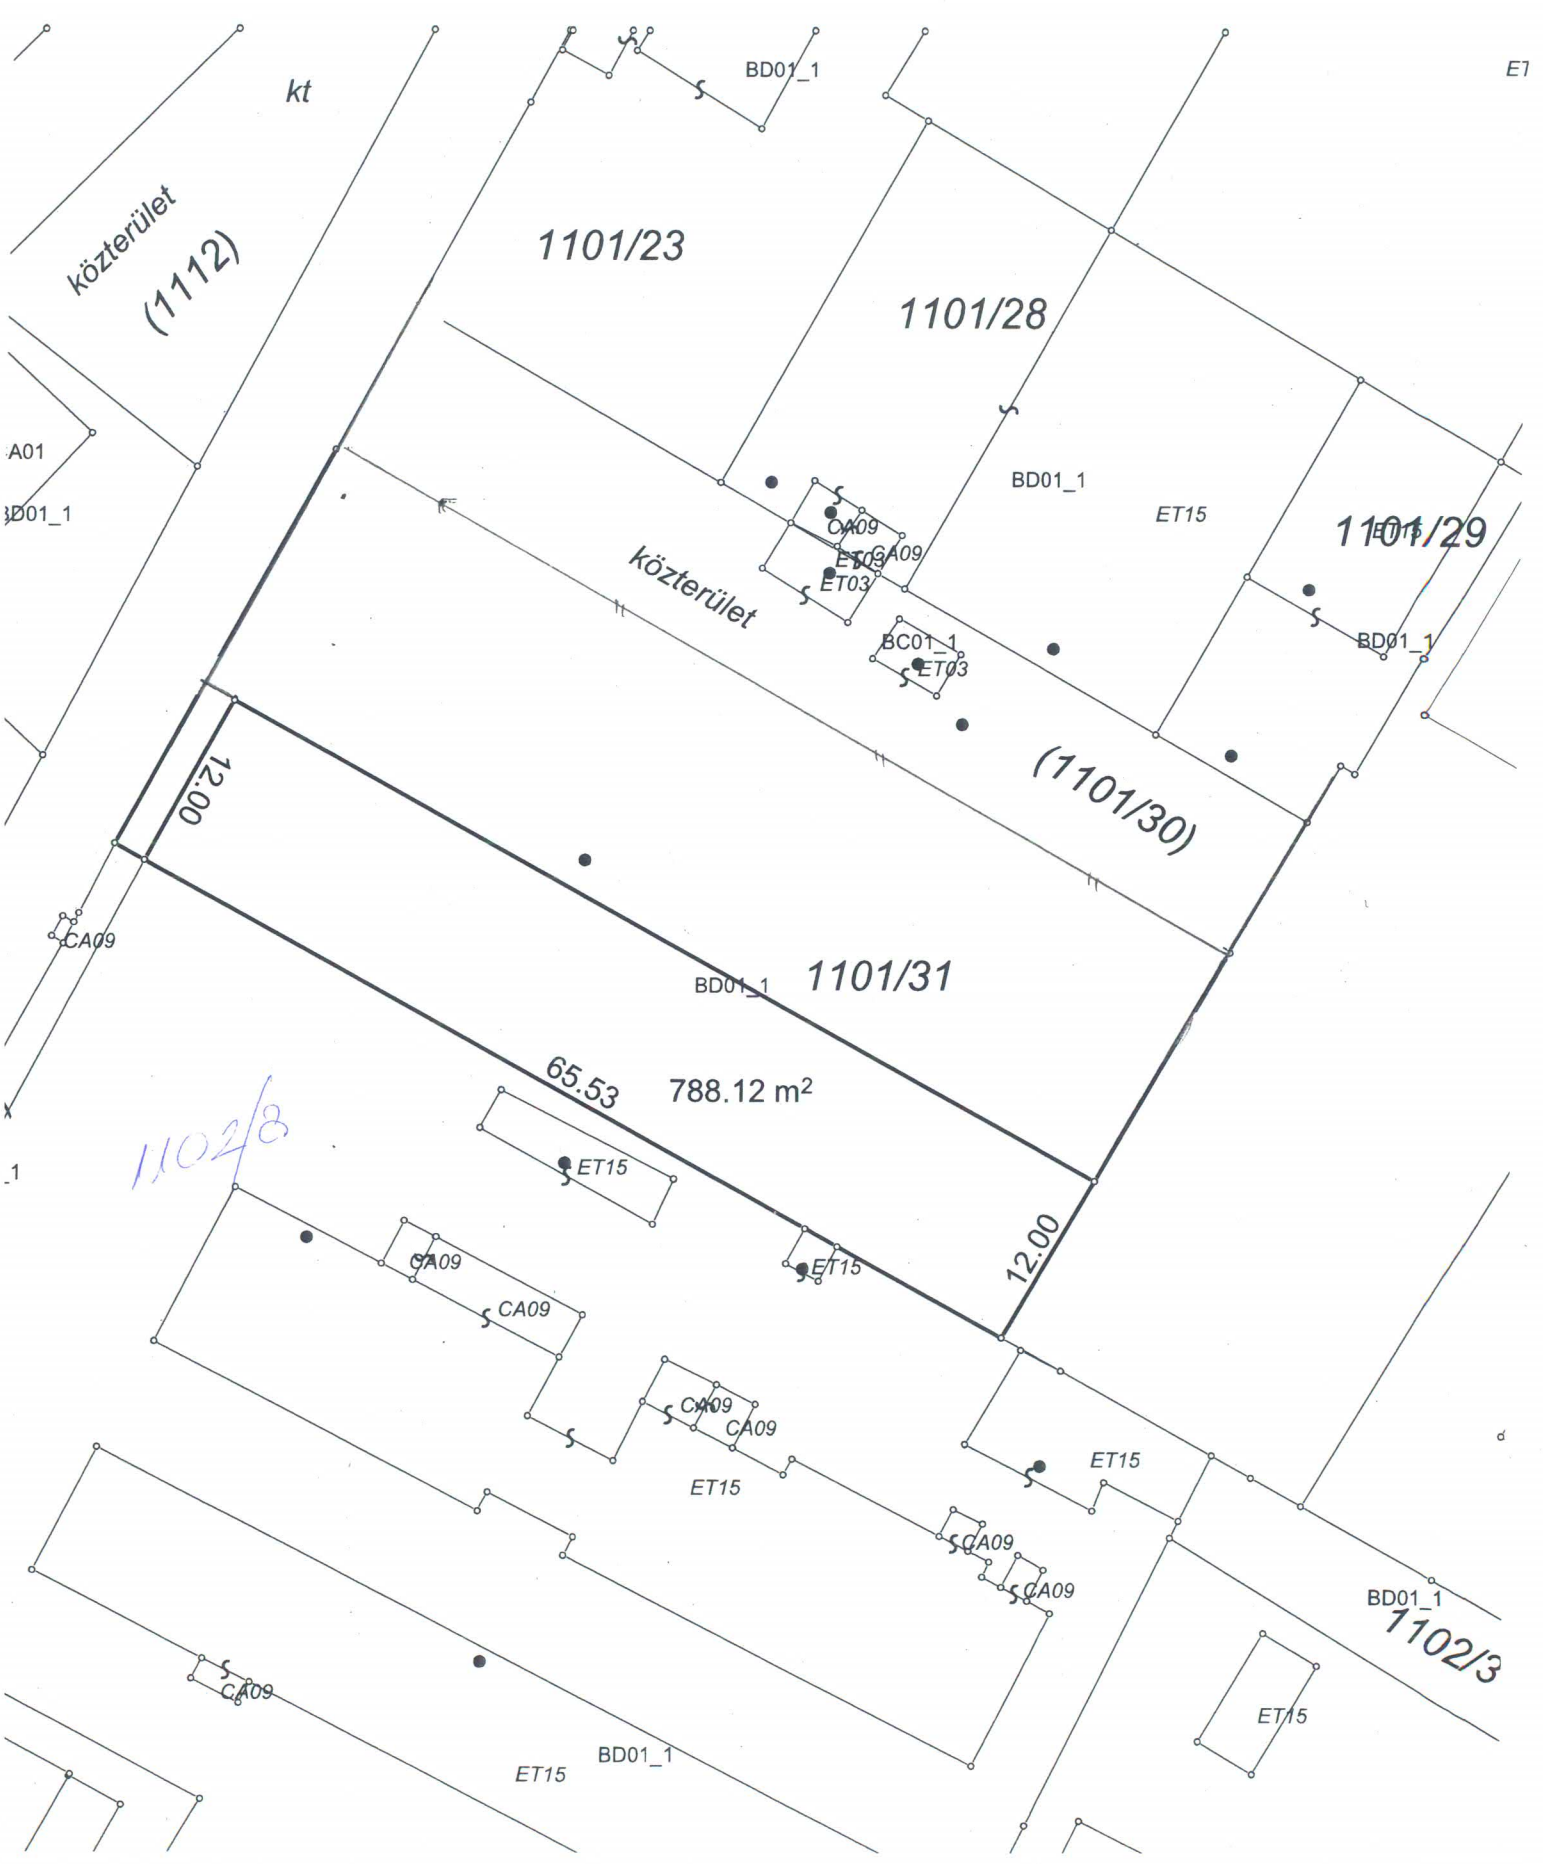 BD01_1
kt
közterület
(1112)
1101/23
1101/28
A01
BD01_1
BD01_1
ET15
1101/29
ET15
BD01_1
CA09
CA09
ET03
ET03
közterület
BC01_1
ET03
(1101/30)
12.00
CA09
BD01_1
1101/31
65.53
788.12 m²
1102/8
_1
ET15
ET15
12.00
CA09
CA09
CA09
CA09
ET15
ET15
CA09
CA09
BD01_1
1102/3
CA09
ET15
BD01_1
ET15